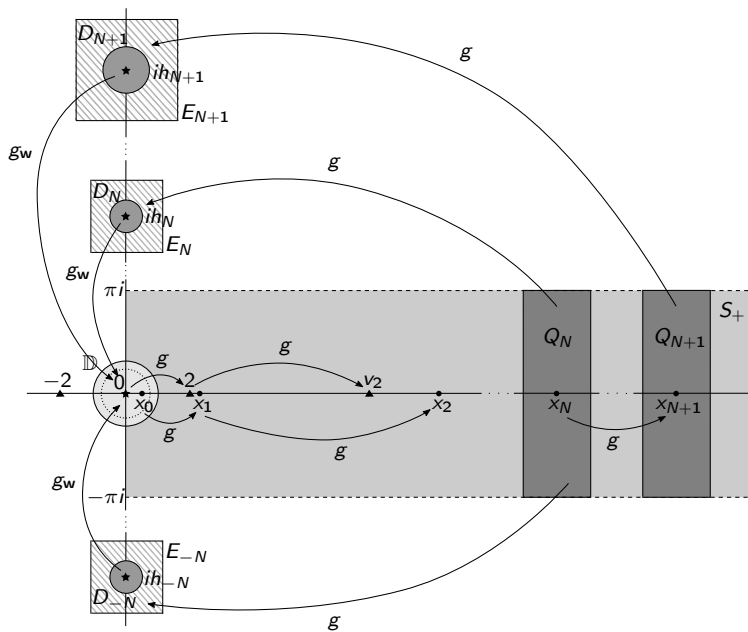 D_{N+1}
ih_{N+1}
g
E_{N+1}
g_w
g
D_N
ih_N
g_w
E_N
πi
S_+
Q_N
Q_{N+1}
𝔻
g
g
−2
0
2
v_2
x_0
x_1
x_2
x_N
x_{N+1}
g
g
g
g_w
−πi
E_{−N}
ih_{−N}
D_{−N}
g